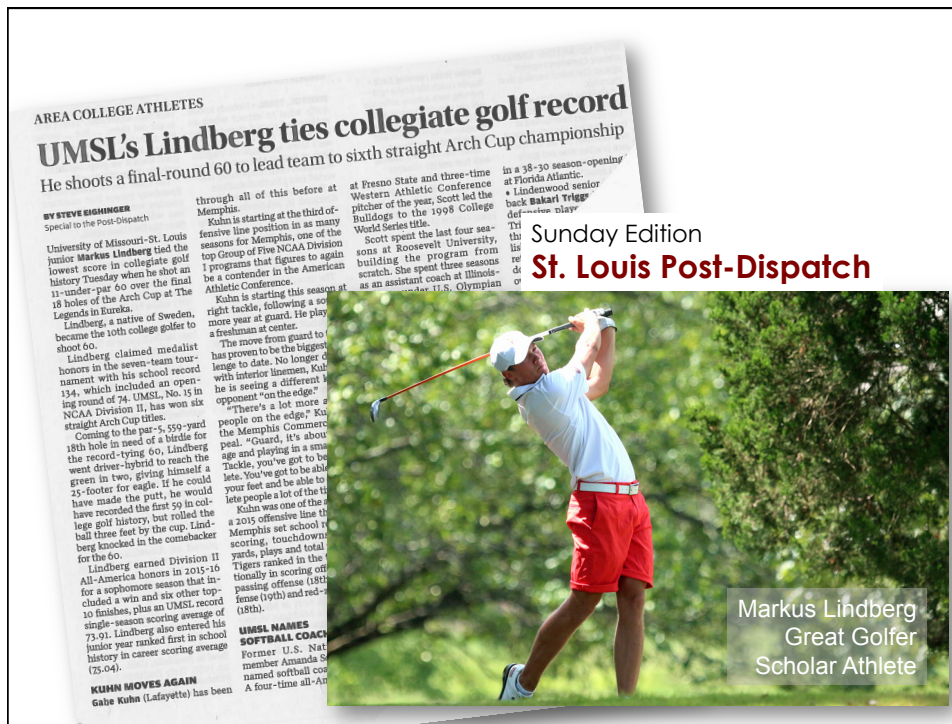 AREA COLLEGE ATHLETES
UMSL's Lindberg ties collegiate golf record
He shoots a final-round 60 to lead team to sixth straight Arch Cup championship
BY STEVE EIGHINGER
Special to the Post-Dispatch
University of Missouri-St. Louis
junior Markus Lindberg tied the
lowest score in collegiate golf
history Tuesday when he shot an
11-under-par 60 over the final
18 holes of the Arch Cup at The
Legends in Eureka.
Lindberg, a native of Sweden,
became the 10th college golfer to
shoot 60.
Lindberg claimed medalist
honors in the seven-team tour-
nament with his school record
134, which included an open-
ing round of 74. UMSL, No. 15 in
NCAA Division II, has won six
straight Arch Cup titles.
Coming to the par-5, 559-yard
18th hole in need of a birdie for
the record-tying 60, Lindberg
went driver-hybrid to reach the
green in two, giving himself a
25-footer for eagle. If he could
have made the putt, he would
have recorded the first 59 in col-
lege golf history, but rolled the
ball three feet by the cup. Lind-
berg knocked in the comebacker
for the 60.
Lindberg earned Division II
All-America honors in 2015-16
for a sophomore season that in-
cluded a win and six other top-
10 finishes, plus an UMSL record
single-season scoring average of
73.91. Lindberg also entered his
junior year ranked first in school
history in career scoring average
(75.04).
KUHN MOVES AGAIN
Gabe Kuhn (Lafayette) has been
through all of this before at
Memphis.
Kuhn is starting at the third of-
fensive line position in as many
seasons for Memphis, one of the
top Group of Five NCAA Division
I programs that figures to again
be a contender in the American
Athletic Conference.
Kuhn is starting this season at
right tackle, following a
more year at guard. He
a freshman at center.
The move from guard to
has proven to be the biggest
lenge to date. No longer
with interior linemen,
he is seeing a different
opponent "on the edge."
"There's a lot more
people on the edge,"
the Memphis
peal. "Guard, it's
age and playing in a
Tackle, you've got to be
lete. You've got to be able
your feet and be able to
lete people a lot of the
Kuhn was one of the
a 2015 offensive line
Memphis set school
scoring, touchdowns
yards, plays and total
Tigers ranked in the
tionally in scoring
passing offense (18th
fense (19th) and
(18th).
UMSL NAMES
SOFTBALL COACH
Former U.S.
member Amanda
named softball
A four-time
at Fresno State and three-time
Western Athletic Conference
pitcher of the year, Scott led the
Bulldogs to the 1998 College
World Series title.
Scott spent the last four sea-
sons at Roosevelt University,
building the program from
scratch. She spent three seasons
as an assistant coach at Illinois-
under U.S. Olympian
in a 38-30 season-opening
at Florida Atlantic.
• Lindenwood senior
back Bakari Triggs
Sunday Edition
St. Louis Post-Dispatch
Markus Lindberg
Great Golfer
Scholar Athlete